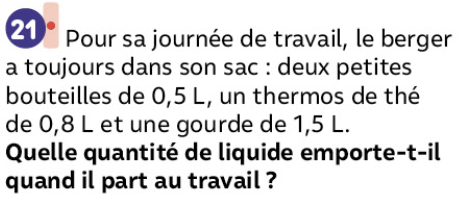 21 Pour sa journée de travail, le berger
a toujours dans son sac : deux petites
bouteilles de 0,5 L, un thermos de thé
de 0,8 L et une gourde de 1,5 L.
Quelle quantité de liquide emporte-t-il
quand il part au travail ?